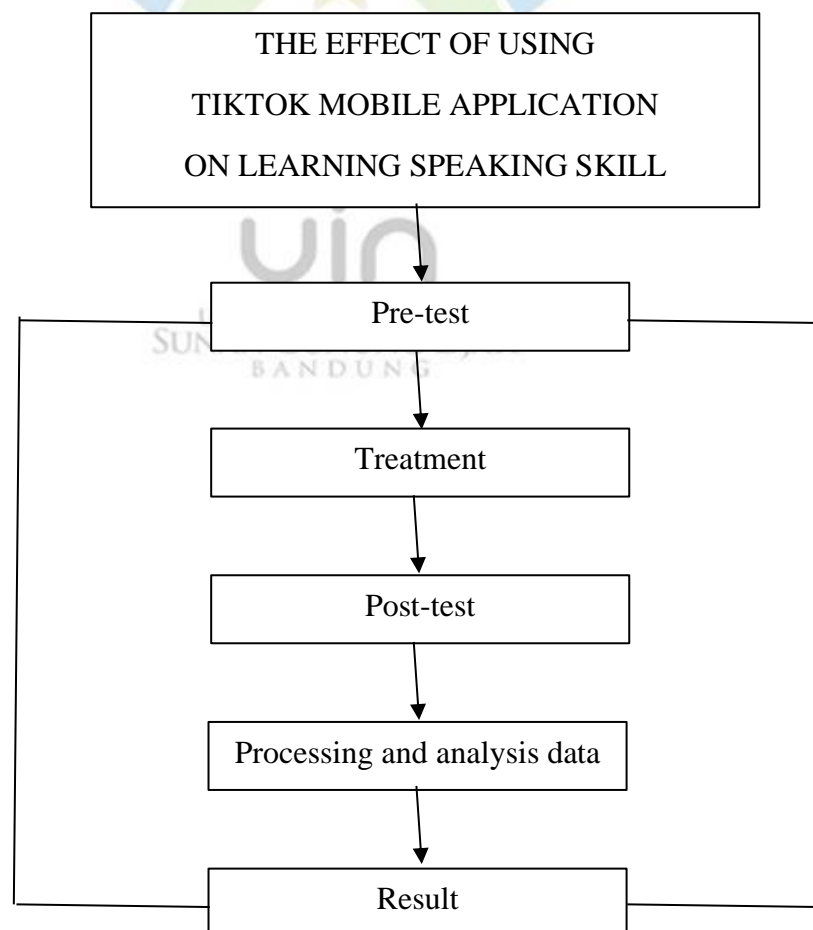 THE EFFECT OF USING
TIKTOK MOBILE APPLICATION
ON LEARNING SPEAKING SKILL
uin
Pre-test
BANDUNG
Treatment
Post-test
Processing and analysis data
Result